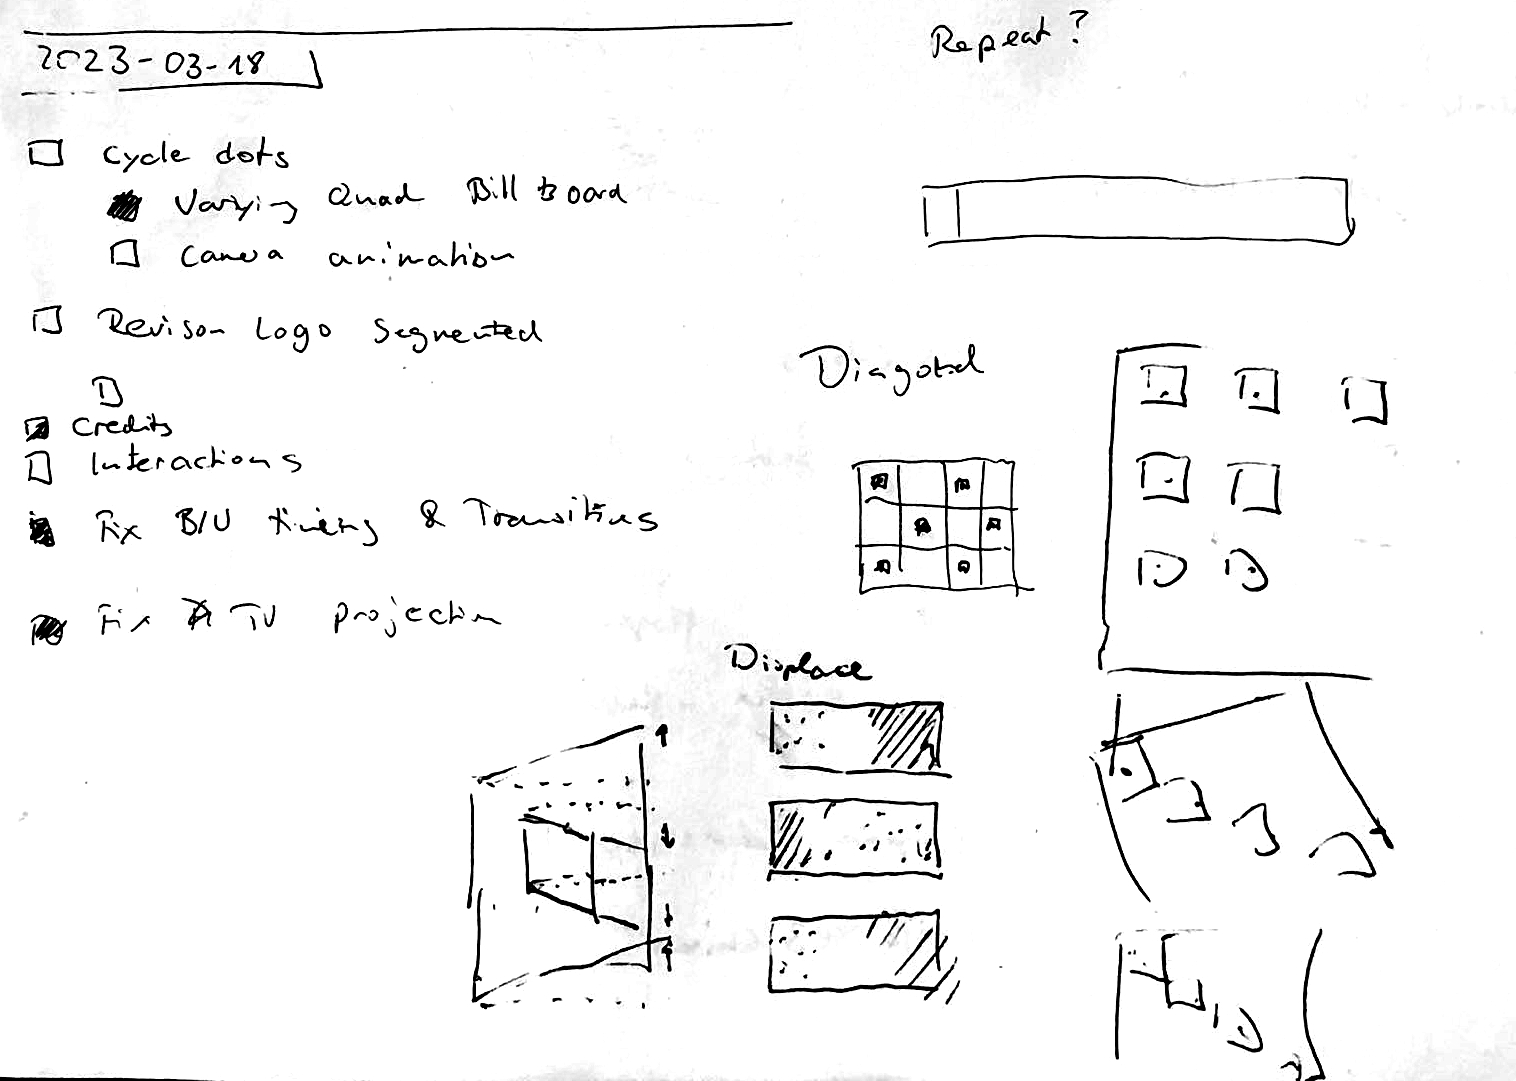 2023-03-18
Repeat?
Cycle dots
Varying Quad Billboard
Camera animation
Revison Logo Segmented
Diagonal
Credits
Interactions
Fix B/U timing & Transitions
Fix TV projection
Displace